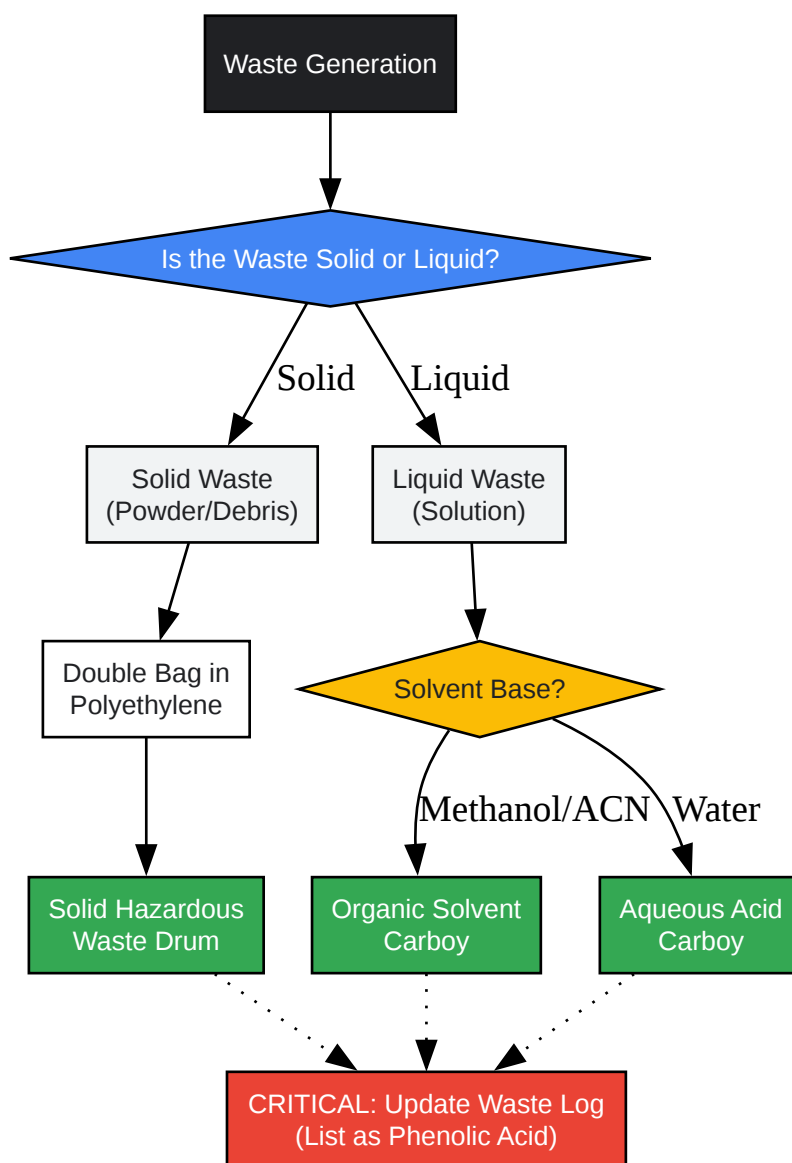 Waste Generation
Is the Waste Solid or Liquid?
Solid
Liquid
Solid Waste
(Powder/Debris)
Liquid Waste
(Solution)
Double Bag in
Polyethylene
Solvent Base?
Methanol/ACN
Water
Solid Hazardous
Waste Drum
Organic Solvent
Carboy
Aqueous Acid
Carboy
CRITICAL: Update Waste Log
(List as Phenolic Acid)